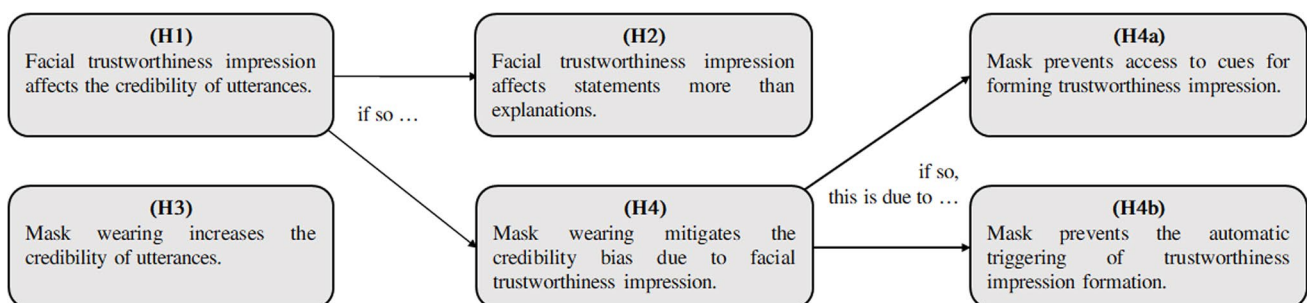 (H1)
Facial trustworthiness impression
affects the credibility of utterances.
(H2)
Facial trustworthiness impression
affects statements more than
explanations.
(H4a)
Mask prevents access to cues for
forming trustworthiness impression.
if so …
if so,
this is due to …
(H3)
Mask wearing increases the
credibility of utterances.
(H4)
Mask wearing mitigates the
credibility bias due to facial
trustworthiness impression.
(H4b)
Mask prevents the automatic
triggering of trustworthiness
impression formation.